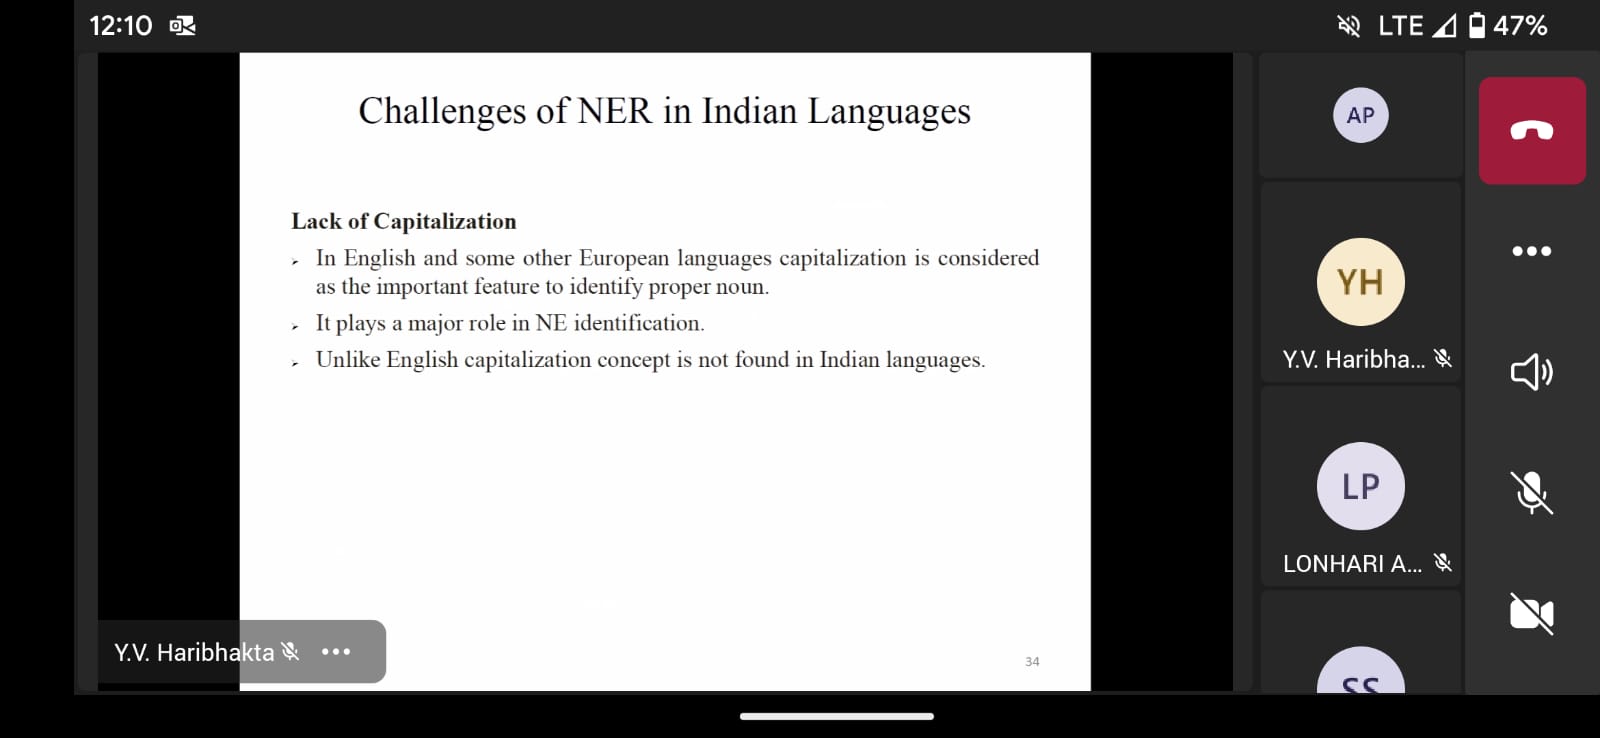 12:10
LTE 47%
Challenges of NER in Indian Languages
Lack of Capitalization
In English and some other European languages capitalization is considered
as the important feature to identify proper noun.
It plays a major role in NE identification.
Unlike English capitalization concept is not found in Indian languages.
34
Y.V. Haribhakta
AP
YH
Y.V. Haribha...
LP
LONHARI A...
SS